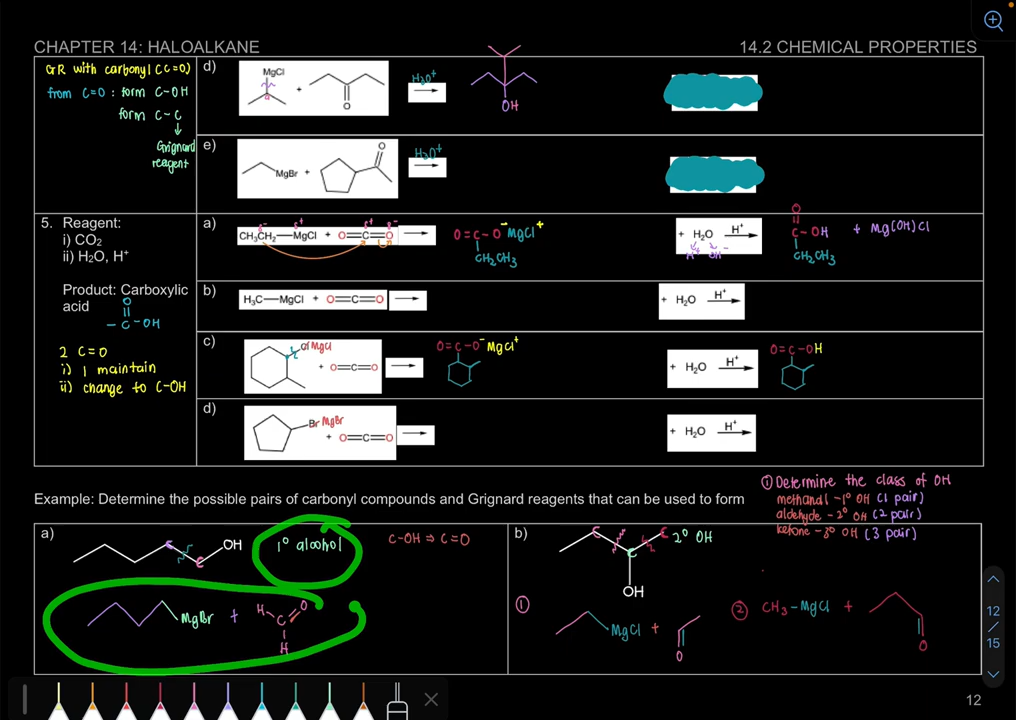 CHAPTER 14: HALOALKANE
14.2 CHEMICAL PROPERTIES
GR with carbonyl (C=O)
from C=O : form C-OH
form C-C
↓
Grignard
reagent
d)
MgCl
+
O
H3O+
OH
e)
MgBr +
O
H3O+
5. Reagent:
i) CO2
ii) H2O, H+
Product: Carboxylic
acid
O
-C-OH
2 C=O
i) 1 maintain
ii) change to C-OH
a)
CH3CH2—MgCl + O=C=O
O=C-O⁻MgCl⁺
CH2CH3
+ H2O H+
H+ OH-
O
C-OH + Mg(OH)Cl
CH2CH3
b)
H3C—MgCl + O=C=O
+ H2O H+
c)
Cl MgCl
+ O=C=O
O=C-O⁻MgCl⁺
+ H2O H+
O=C-OH
d)
Br MgBr
+ O=C=O
+ H2O H+
Example: Determine the possible pairs of carbonyl compounds and Grignard reagents that can be used to form
① Determine the class of OH
methanal -1° OH (1 pair)
aldehyde - 2° OH (2 pair)
ketone - 3° OH (3 pair)
a)
OH
1° alcohol
C-OH ⇒ C=O
MgBr + H C O
H
b)
2° OH
OH
①
MgCl +
O
② CH3-MgCl +
O
12
/
15
12